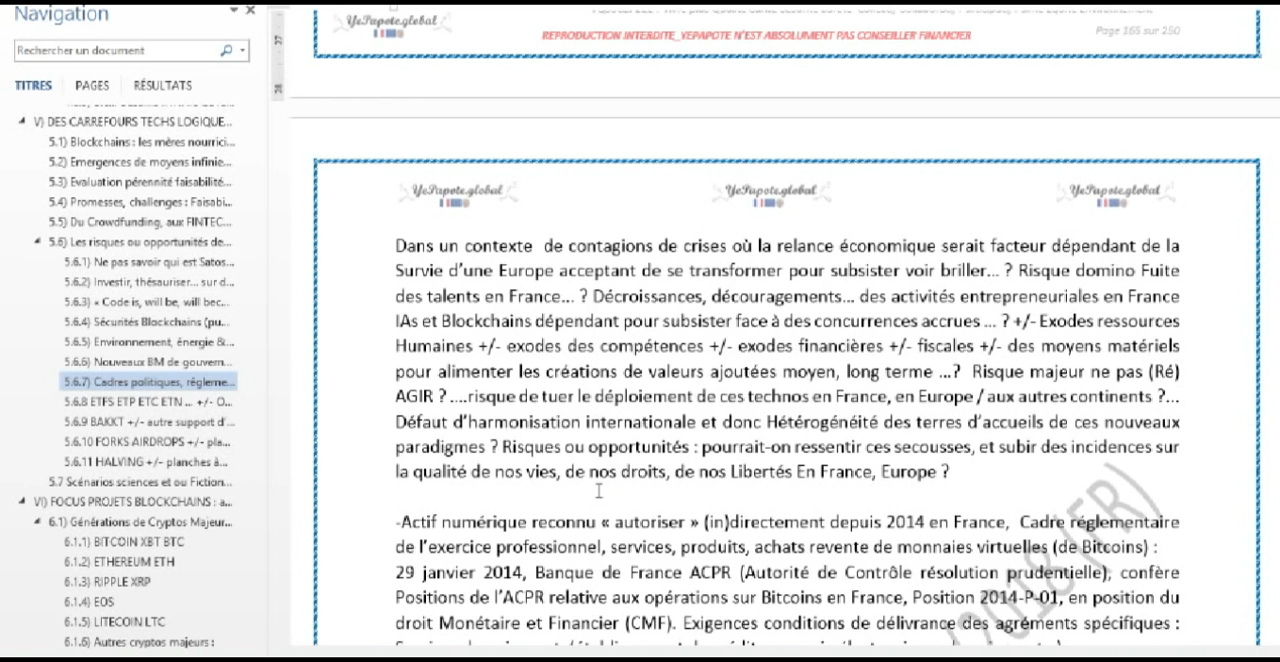 Navigation
Rechercher un document
TITRES PAGES RÉSULTATS
V) DES CARREFOURS TECHS LOGIQUE...
5.1) Blockchains : les mères nourrici...
5.2) Emergences de moyens infinie...
5.3) Evaluation pérennité faisabilité...
5.4) Promesses, challenges : Faisabi...
5.5) Du Crowdfunding, aux FINTEC...
5.6) Les risques ou opportunités de...
5.6.1) Ne pas savoir qui est Satos...
5.6.2) Investir, thésauriser... sur d...
5.6.3) « Code is, will be, will bec...
5.6.4) Sécurités Blockchains (pu...
5.6.5) Environnement, énergie &...
5.6.6) Nouveaux BM de gouvern...
5.6.7) Cadres politiques, régleme...
5.6.8 ETFS ETP ETC ETN ... +/- O...
5.6.9 BAKKT +/- autre support d'...
5.6.10 FORKS AIRDROPS +/- pla...
5.6.11 HALVING +/- planches à...
5.7 Scénarios sciences et ou Fiction...
VI) FOCUS PROJETS BLOCKCHAINS : a...
6.1) Générations de Cryptos Majeur...
6.1.1) BITCOIN XBT BTC
6.1.2) ETHEREUM ETH
6.1.3) RIPPLE XRP
6.1.4) EOS
6.1.5) LITECOIN LTC
6.1.6) Autres cryptos majeurs :
27
28
YePapote.global
REPRODUCTION INTERDITE_YEPAPOTE N'EST ABSOLUMENT PAS CONSEILLER FINANCIER
Page 165 sur 250
YePapote.global YePapote.global YePapote.global
Dans un contexte de contagions de crises où la relance économique serait facteur dépendant de la
Survie d'une Europe acceptant de se transformer pour subsister voir briller... ? Risque domino Fuite
des talents en France... ? Décroissances, découragements... des activités entrepreneuriales en France
IAs et Blockchains dépendant pour subsister face à des concurrences accrues ... ? +/- Exodes ressources
Humaines +/- exodes des compétences +/- exodes financières +/- fiscales +/- des moyens matériels
pour alimenter les créations de valeurs ajoutées moyen, long terme ...? Risque majeur ne pas (Ré)
AGIR ? ....risque de tuer le déploiement de ces technos en France, en Europe / aux autres continents ?...
Défaut d'harmonisation internationale et donc Hétérogénéité des terres d'accueils de ces nouveaux
paradigmes ? Risques ou opportunités : pourrait-on ressentir ces secousses, et subir des incidences sur
la qualité de nos vies, de nos droits, de nos Libertés En France, Europe ?
-Actif numérique reconnu « autoriser » (in)directement depuis 2014 en France, Cadre réglementaire
de l'exercice professionnel, services, produits, achats revente de monnaies virtuelles (de Bitcoins) :
29 janvier 2014, Banque de France ACPR (Autorité de Contrôle résolution prudentielle), confère
Positions de l'ACPR relative aux opérations sur Bitcoins en France, Position 2014-P-01, en position du
droit Monétaire et Financier (CMF). Exigences conditions de délivrance des agréments spécifiques :
2018 (FR)